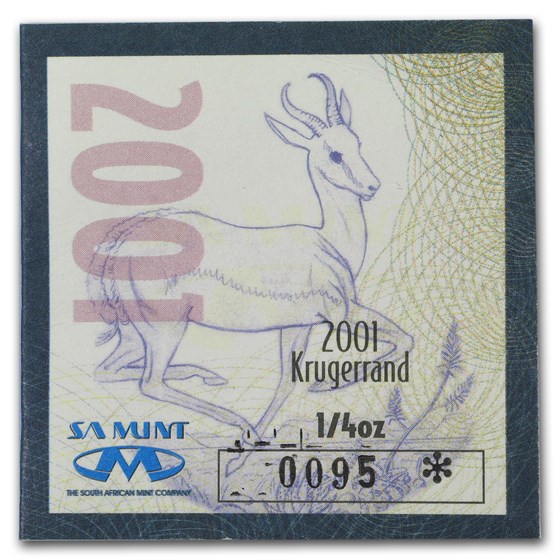 2001
2001
Krugerrand
1/4oz
0095 *
SA MINT
THE SOUTH AFRICAN MINT COMPANY